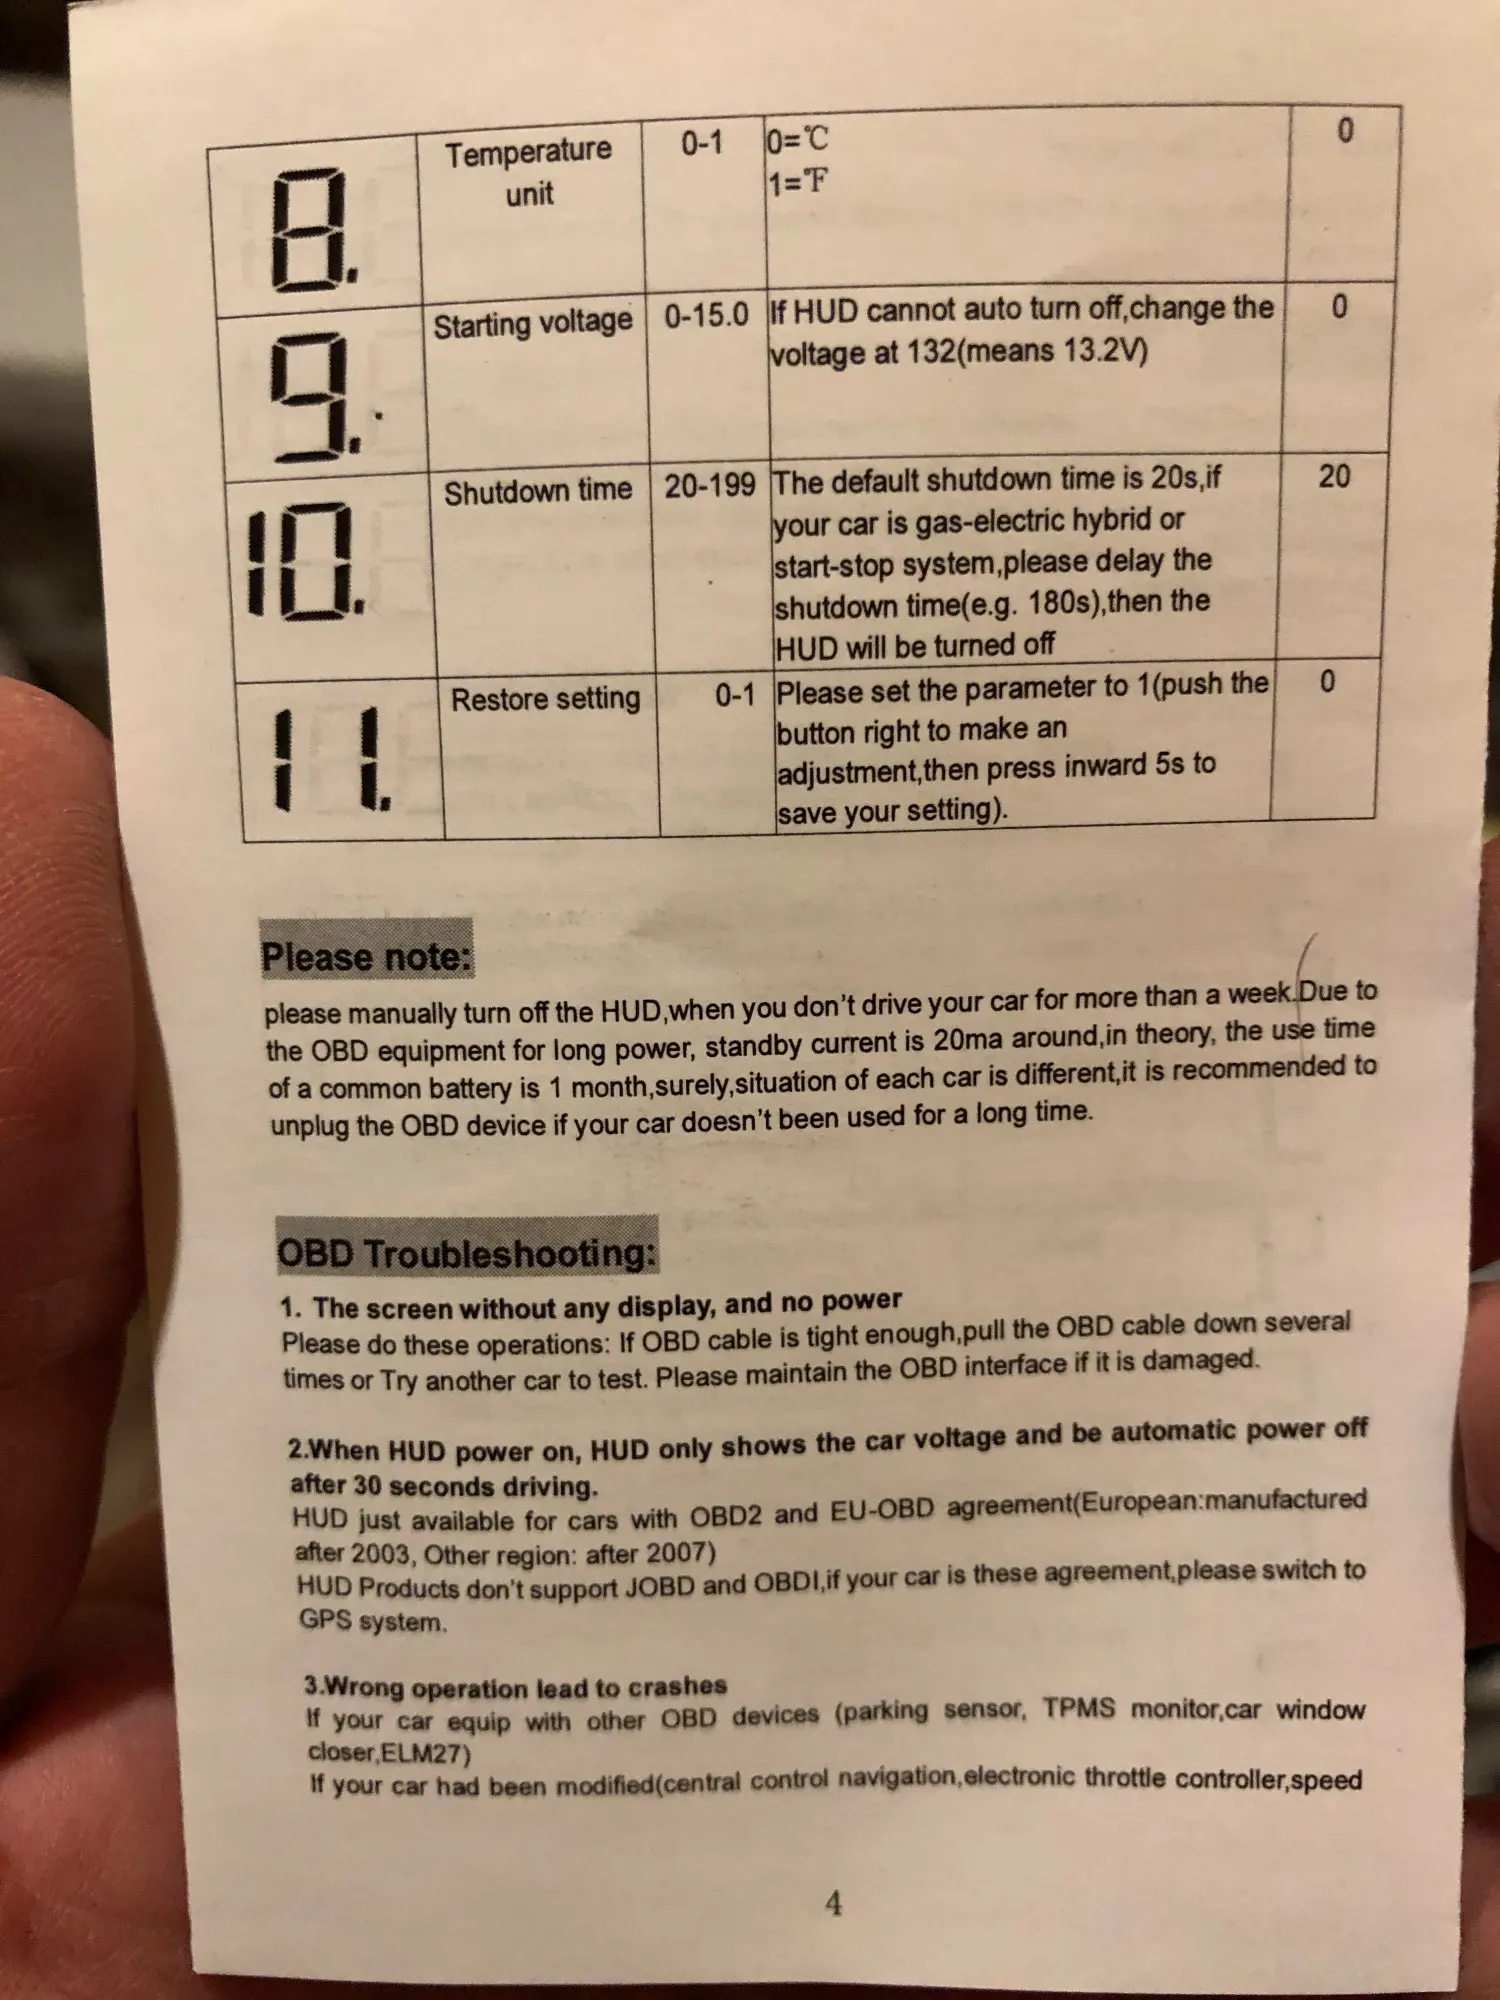 8.
Temperature
unit
0-1
0=℃
1=℉
0
9.
Starting voltage
0-15.0
If HUD cannot auto turn off,change the
voltage at 132(means 13.2V)
0
10.
Shutdown time
20-199
The default shutdown time is 20s,if
your car is gas-electric hybrid or
start-stop system,please delay the
shutdown time(e.g. 180s),then the
HUD will be turned off
20
11.
Restore setting
0-1
Please set the parameter to 1(push the
button right to make an
adjustment,then press inward 5s to
save your setting).
0
Please note:
please manually turn off the HUD,when you don't drive your car for more than a week.Due to
the OBD equipment for long power, standby current is 20ma around,in theory, the use time
of a common battery is 1 month,surely,situation of each car is different,it is recommended to
unplug the OBD device if your car doesn't been used for a long time.
OBD Troubleshooting:
1. The screen without any display, and no power
Please do these operations: If OBD cable is tight enough,pull the OBD cable down several
times or Try another car to test. Please maintain the OBD interface if it is damaged.
2.When HUD power on, HUD only shows the car voltage and be automatic power off
after 30 seconds driving.
HUD just available for cars with OBD2 and EU-OBD agreement(European:manufactured
after 2003, Other region: after 2007)
HUD Products don't support JOBD and OBDI,if your car is these agreement,please switch to
GPS system.
3.Wrong operation lead to crashes
If your car equip with other OBD devices (parking sensor, TPMS monitor,car window
closer,ELM27)
If your car had been modified(central control navigation,electronic throttle controller,speed
4